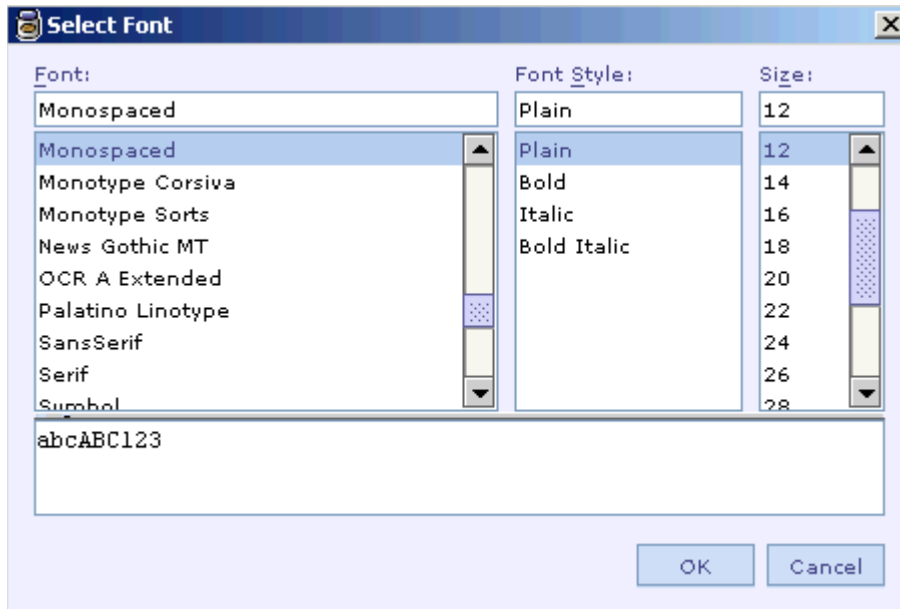 Select Font
Font: Font Style: Size:
Monospaced Plain 12
Monospaced Plain 12
Monotype Corsiva Bold 14
Monotype Sorts Italic 16
News Gothic MT Bold Italic 18
OCR A Extended 20
Palatino Linotype 22
SansSerif 24
Serif 26
Symbol 28
abcABC123
OK Cancel